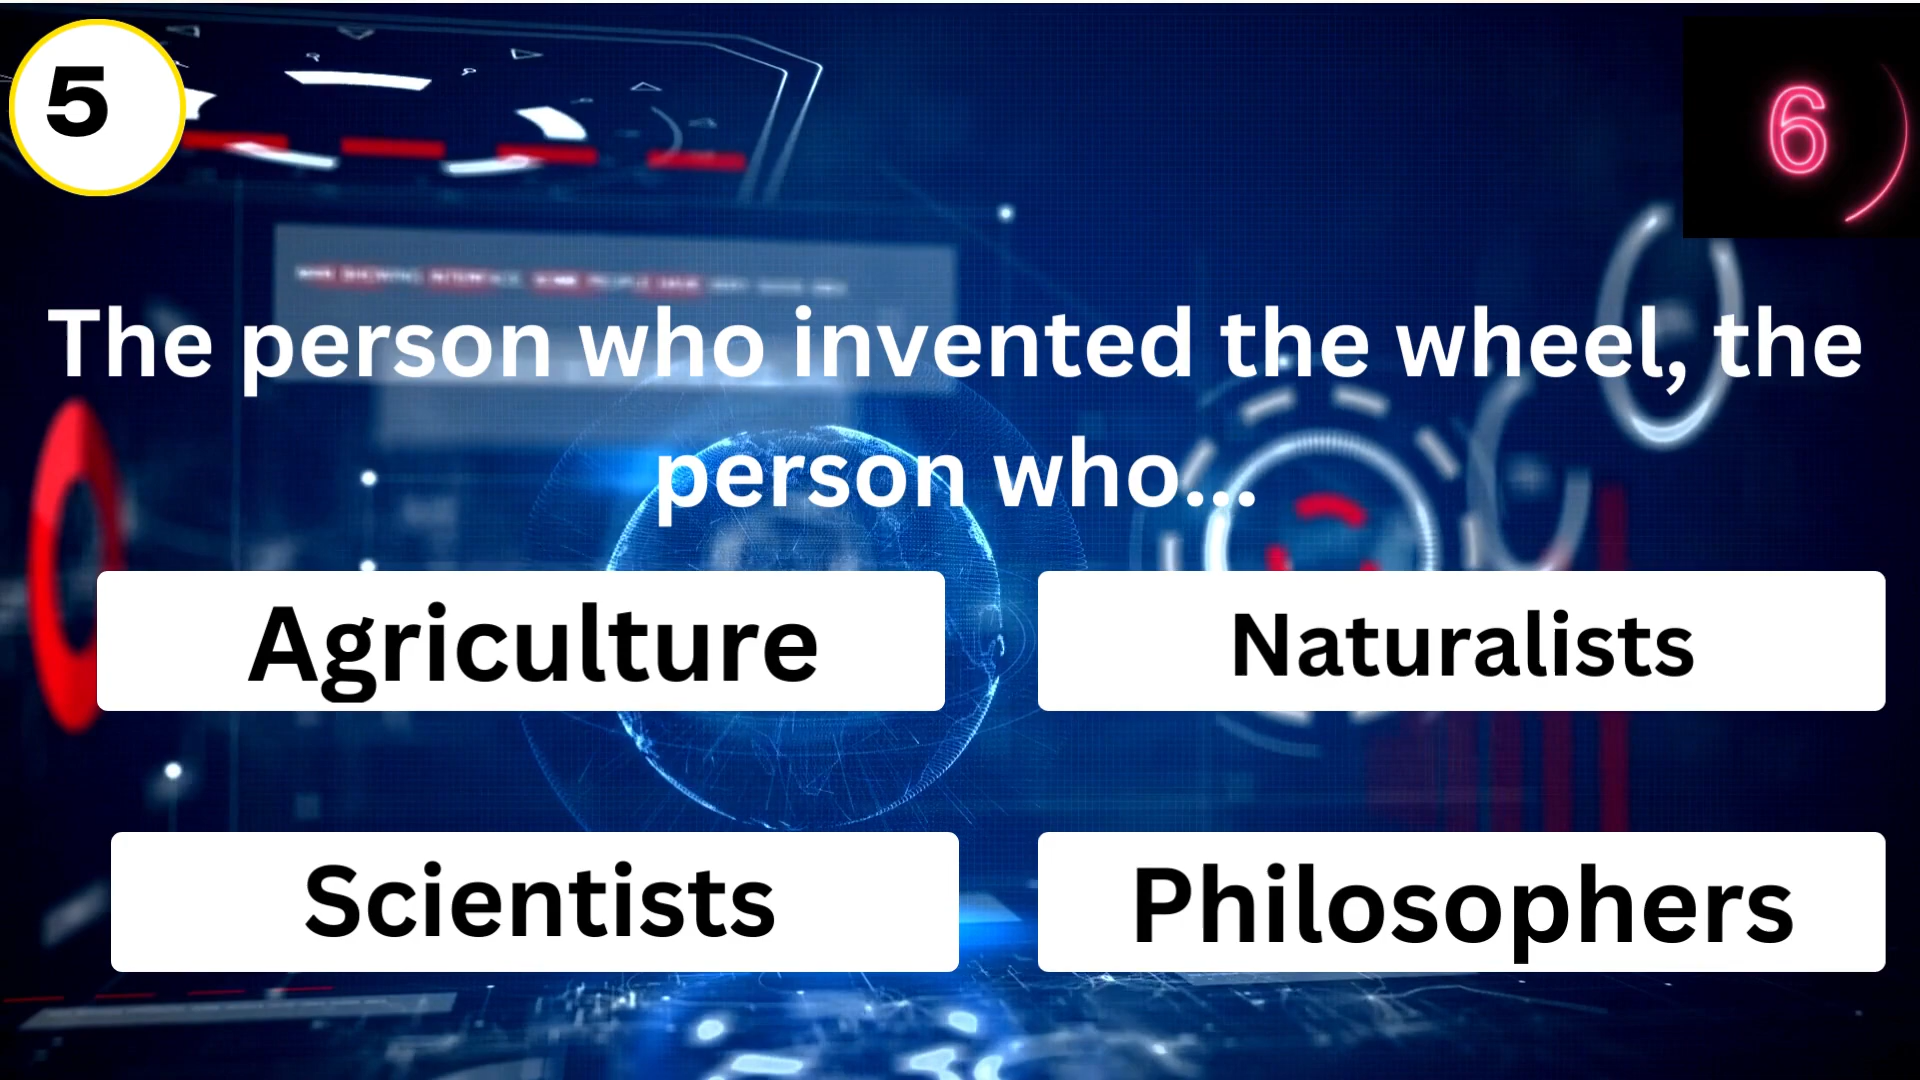 5
6
The person who invented the wheel, the
person who...
Agriculture
Naturalists
Scientists
Philosophers